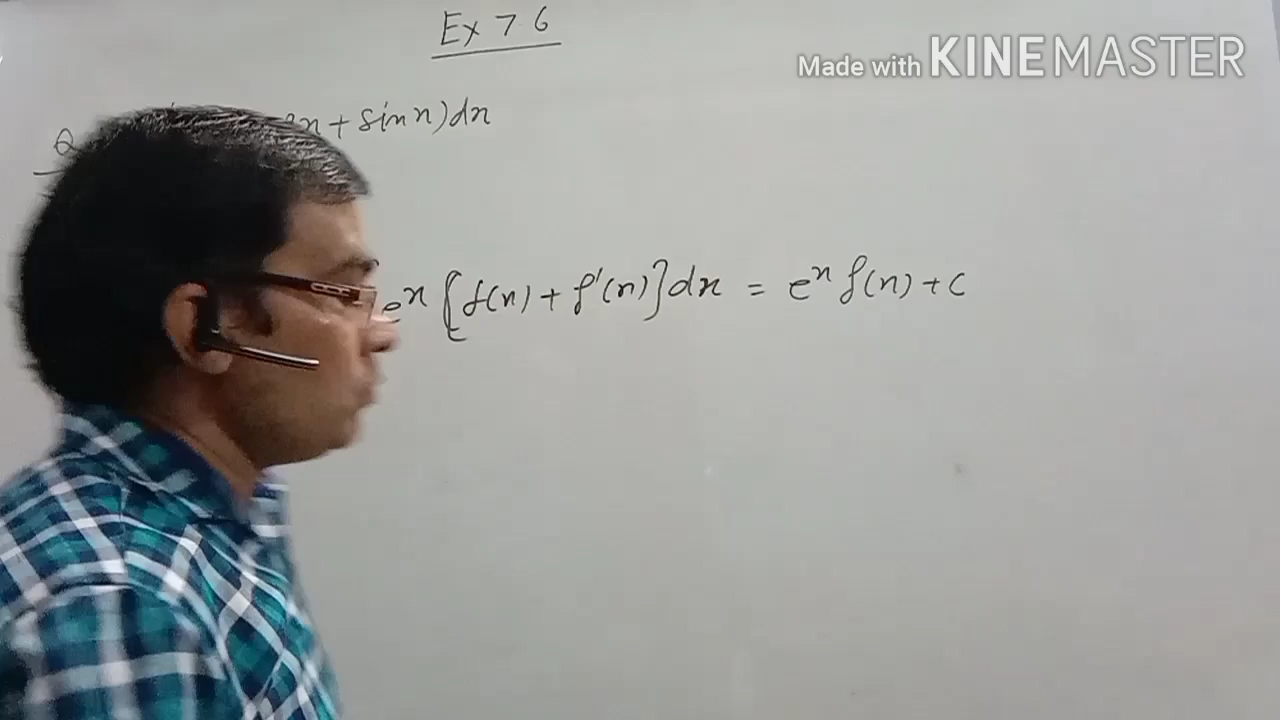 Ex 7 6
Made with KINEMASTER
Q x + sin x) dx
e^x [f(x) + f'(x)] dx = e^x f(x) + c